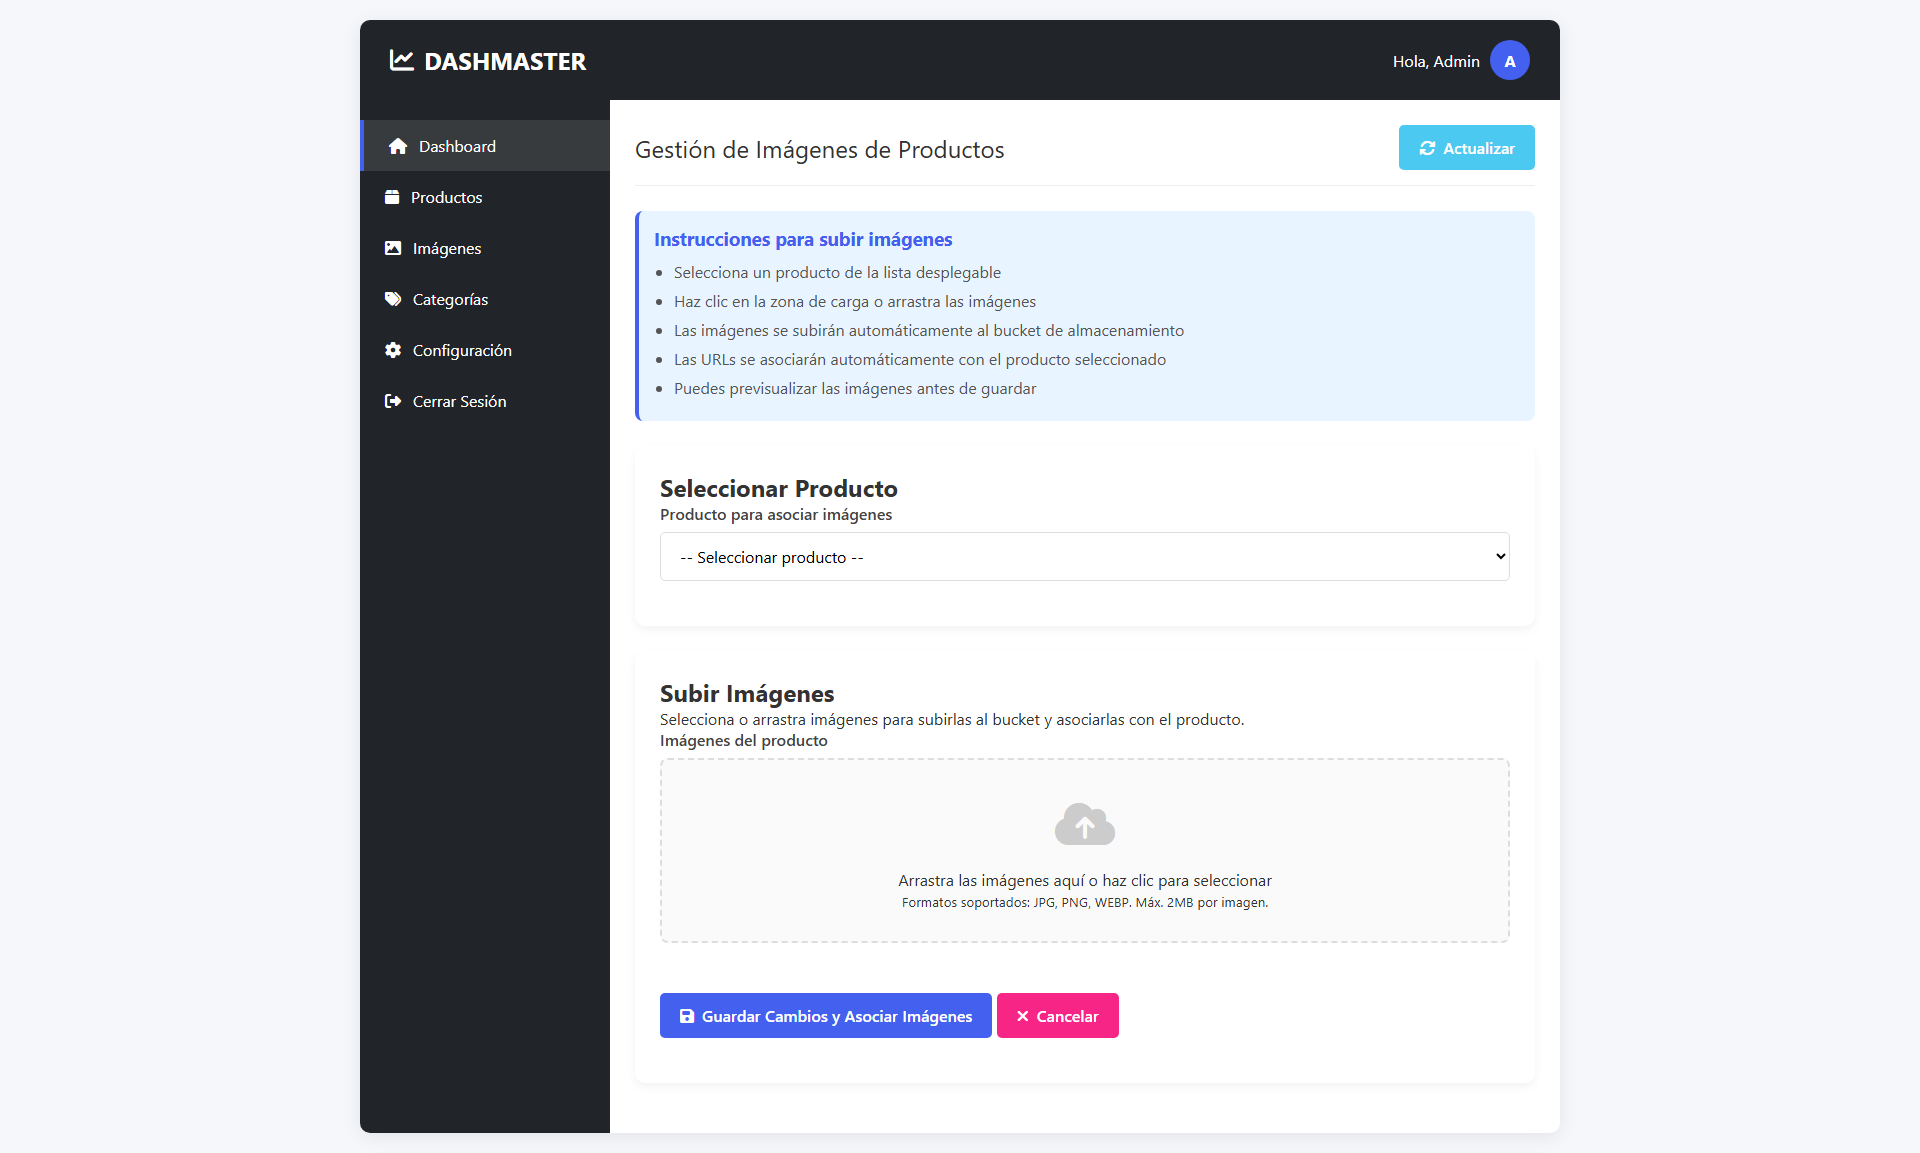 DASHMASTER
Hola, Admin
A
Dashboard
Productos
Imágenes
Categorías
Configuración
Cerrar Sesión
Gestión de Imágenes de Productos
Actualizar
Instrucciones para subir imágenes
Selecciona un producto de la lista desplegable
Haz clic en la zona de carga o arrastra las imágenes
Las imágenes se subirán automáticamente al bucket de almacenamiento
Las URLs se asociarán automáticamente con el producto seleccionado
Puedes previsualizar las imágenes antes de guardar
Seleccionar Producto
Producto para asociar imágenes
-- Seleccionar producto --
Subir Imágenes
Selecciona o arrastra imágenes para subirlas al bucket y asociarlas con el producto.
Imágenes del producto
Arrastra las imágenes aquí o haz clic para seleccionar
Formatos soportados: JPG, PNG, WEBP. Máx. 2MB por imagen.
Guardar Cambios y Asociar Imágenes
Cancelar